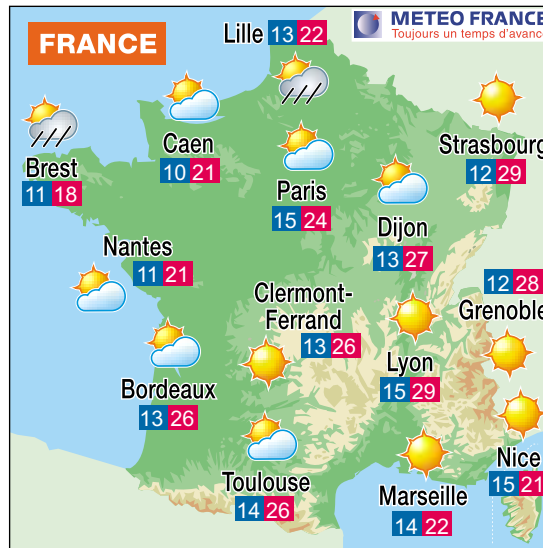 METEO FRANCE
Toujours un temps d'avance
FRANCE
Lille 13 22
Caen
10 21
Brest
11 18
Paris
15 24
Strasbourg
12 29
Dijon
13 27
Nantes
11 21
Clermont-
Ferrand
13 26
12 28
Grenoble
Lyon
15 29
Bordeaux
13 26
Toulouse
14 26
Marseille
14 22
Nice
15 21